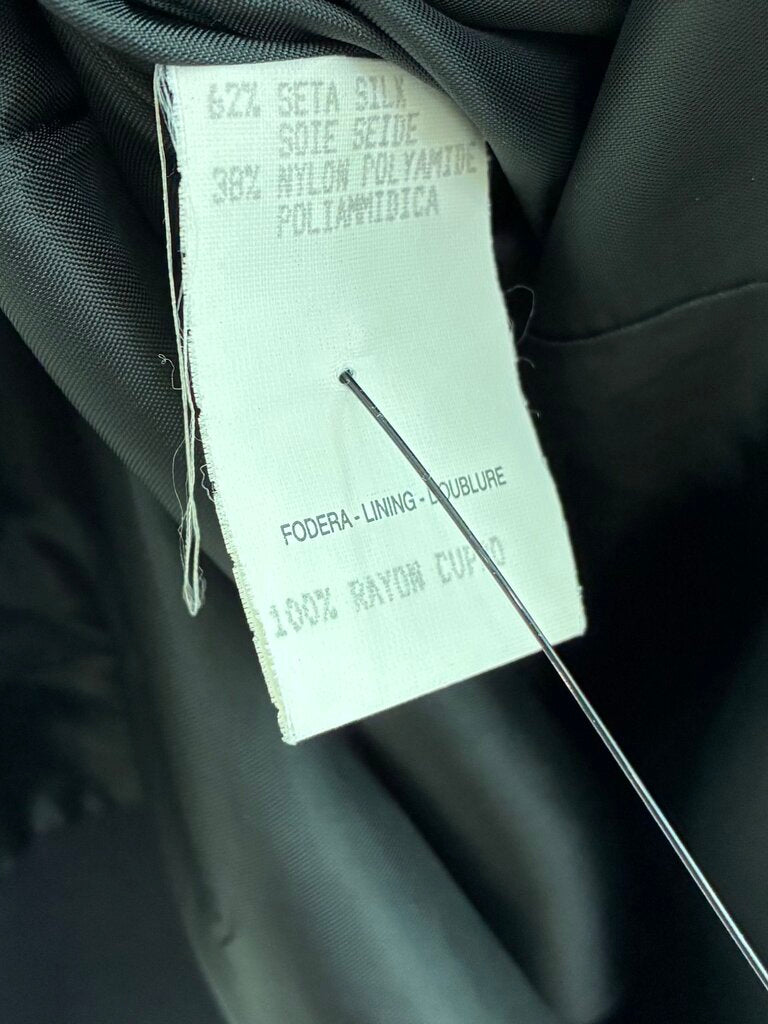 62% SETA SILK
SOIE SEIDE
38% NYLON POLYAMIDE
POLIAMMIDICA
FODERA - LINING - DOUBLURE
100% RAYON CUPRO